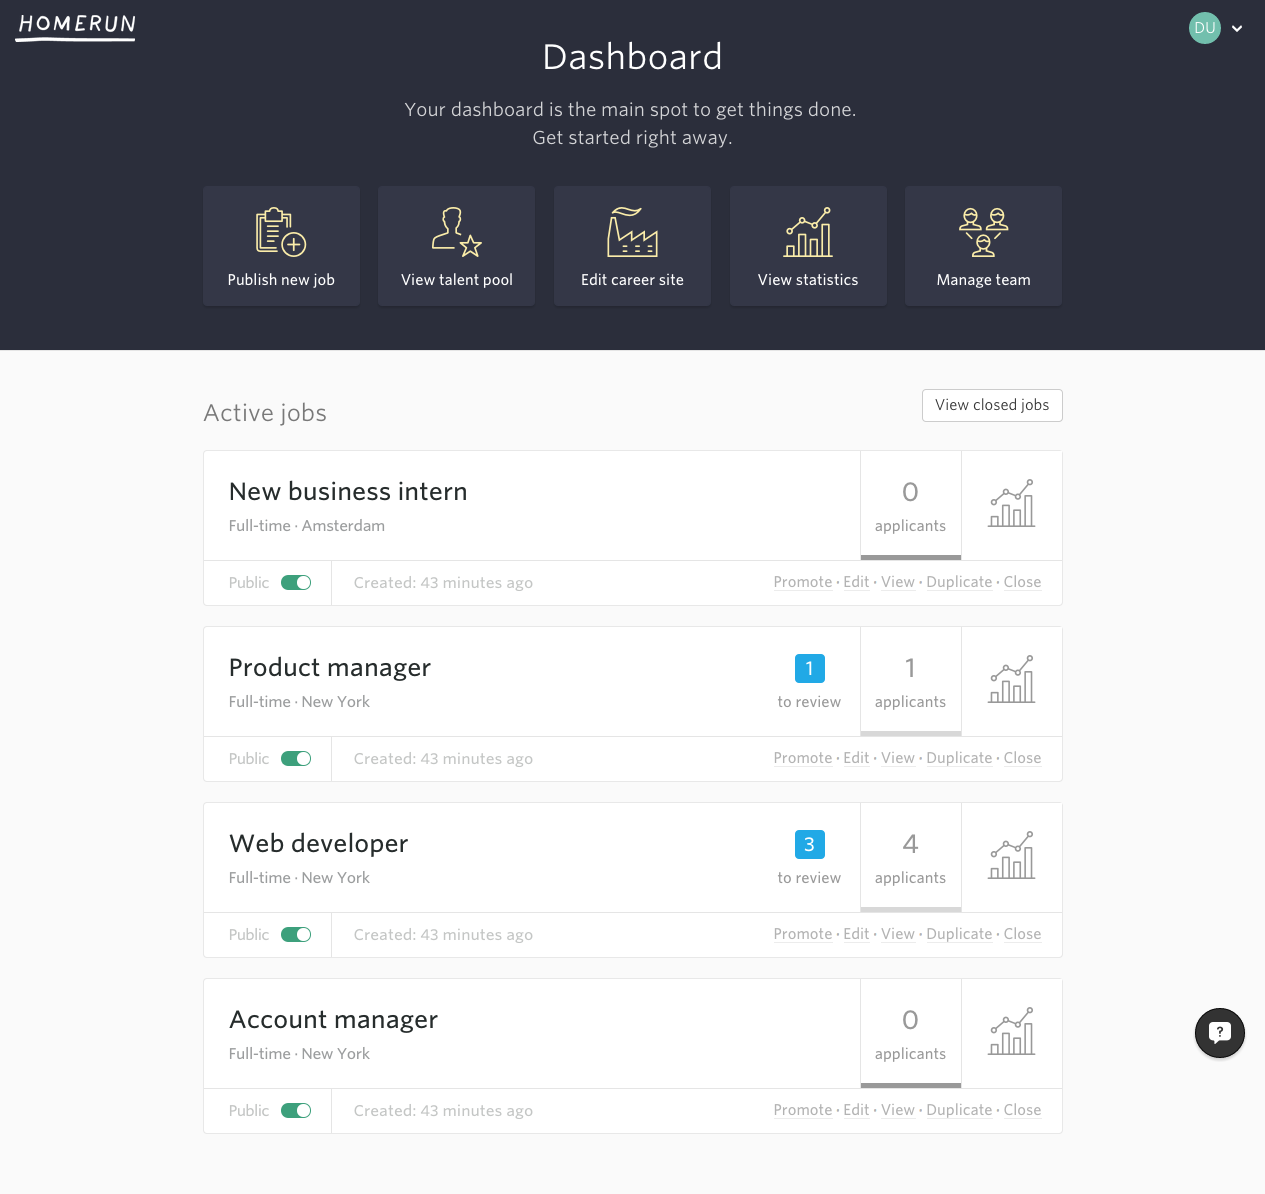 HOMERUN
DU
Dashboard
Your dashboard is the main spot to get things done.
Get started right away.
Publish new job
View talent pool
Edit career site
View statistics
Manage team
Active jobs
View closed jobs
New business intern
Full-time · Amsterdam
0
applicants
Public
Created: 43 minutes ago
Promote · Edit · View · Duplicate · Close
Product manager
Full-time · New York
1
to review
1
applicants
Public
Created: 43 minutes ago
Promote · Edit · View · Duplicate · Close
Web developer
Full-time · New York
3
to review
4
applicants
Public
Created: 43 minutes ago
Promote · Edit · View · Duplicate · Close
Account manager
Full-time · New York
0
applicants
?
Public
Created: 43 minutes ago
Promote · Edit · View · Duplicate · Close